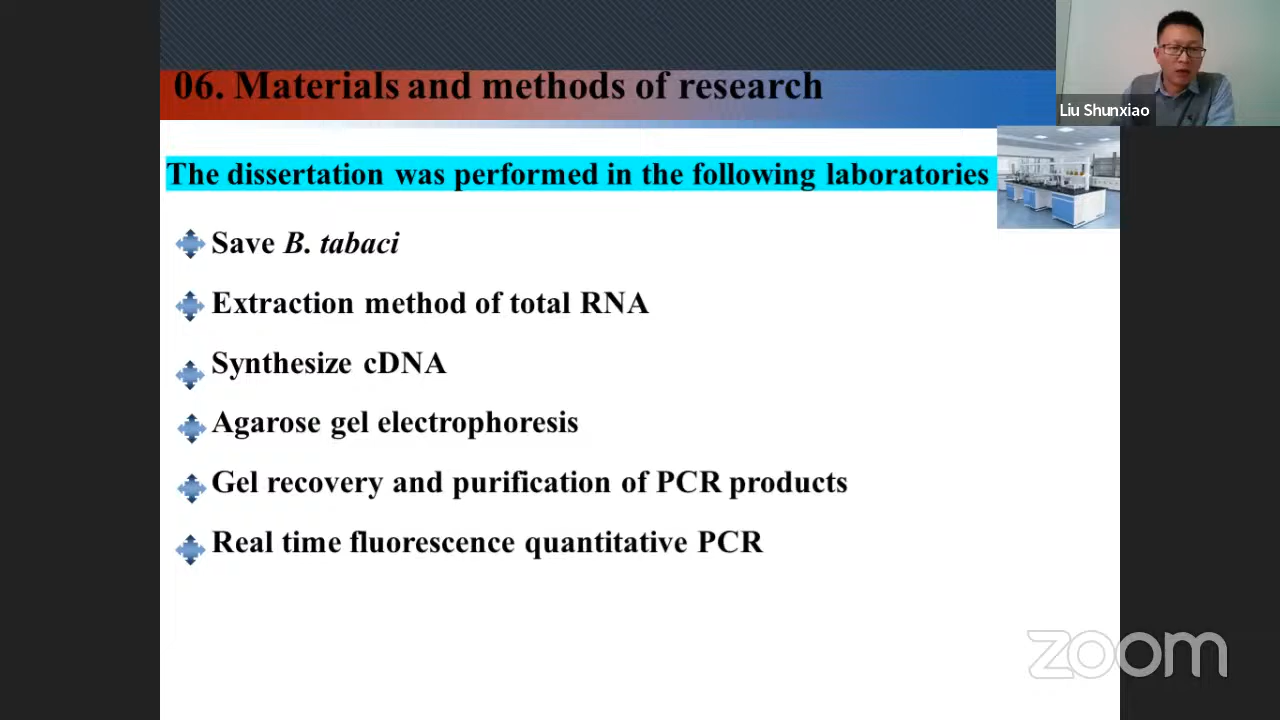 06. Materials and methods of research
Liu Shunxiao
The dissertation was performed in the following laboratories
Save B. tabaci
Extraction method of total RNA
Synthesize cDNA
Agarose gel electrophoresis
Gel recovery and purification of PCR products
Real time fluorescence quantitative PCR
zoom